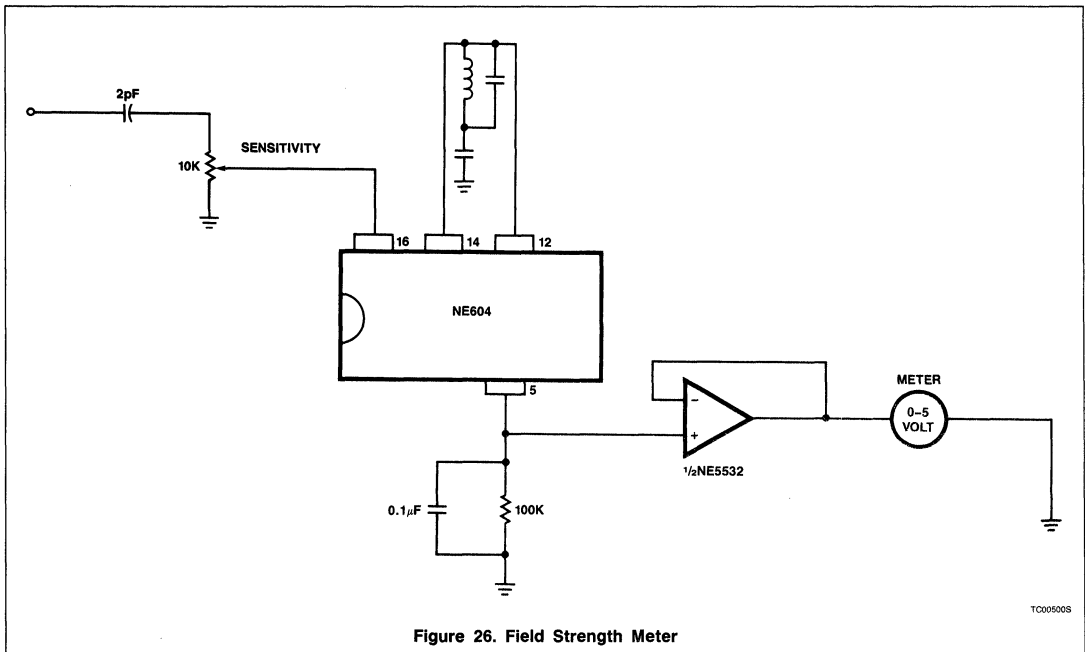 2pF
10K
SENSITIVITY
16
14
12
NE604
5
METER
0–5
VOLT
−
+
1/2NE5532
0.1μF
100K
TC00500S
Figure 26. Field Strength Meter